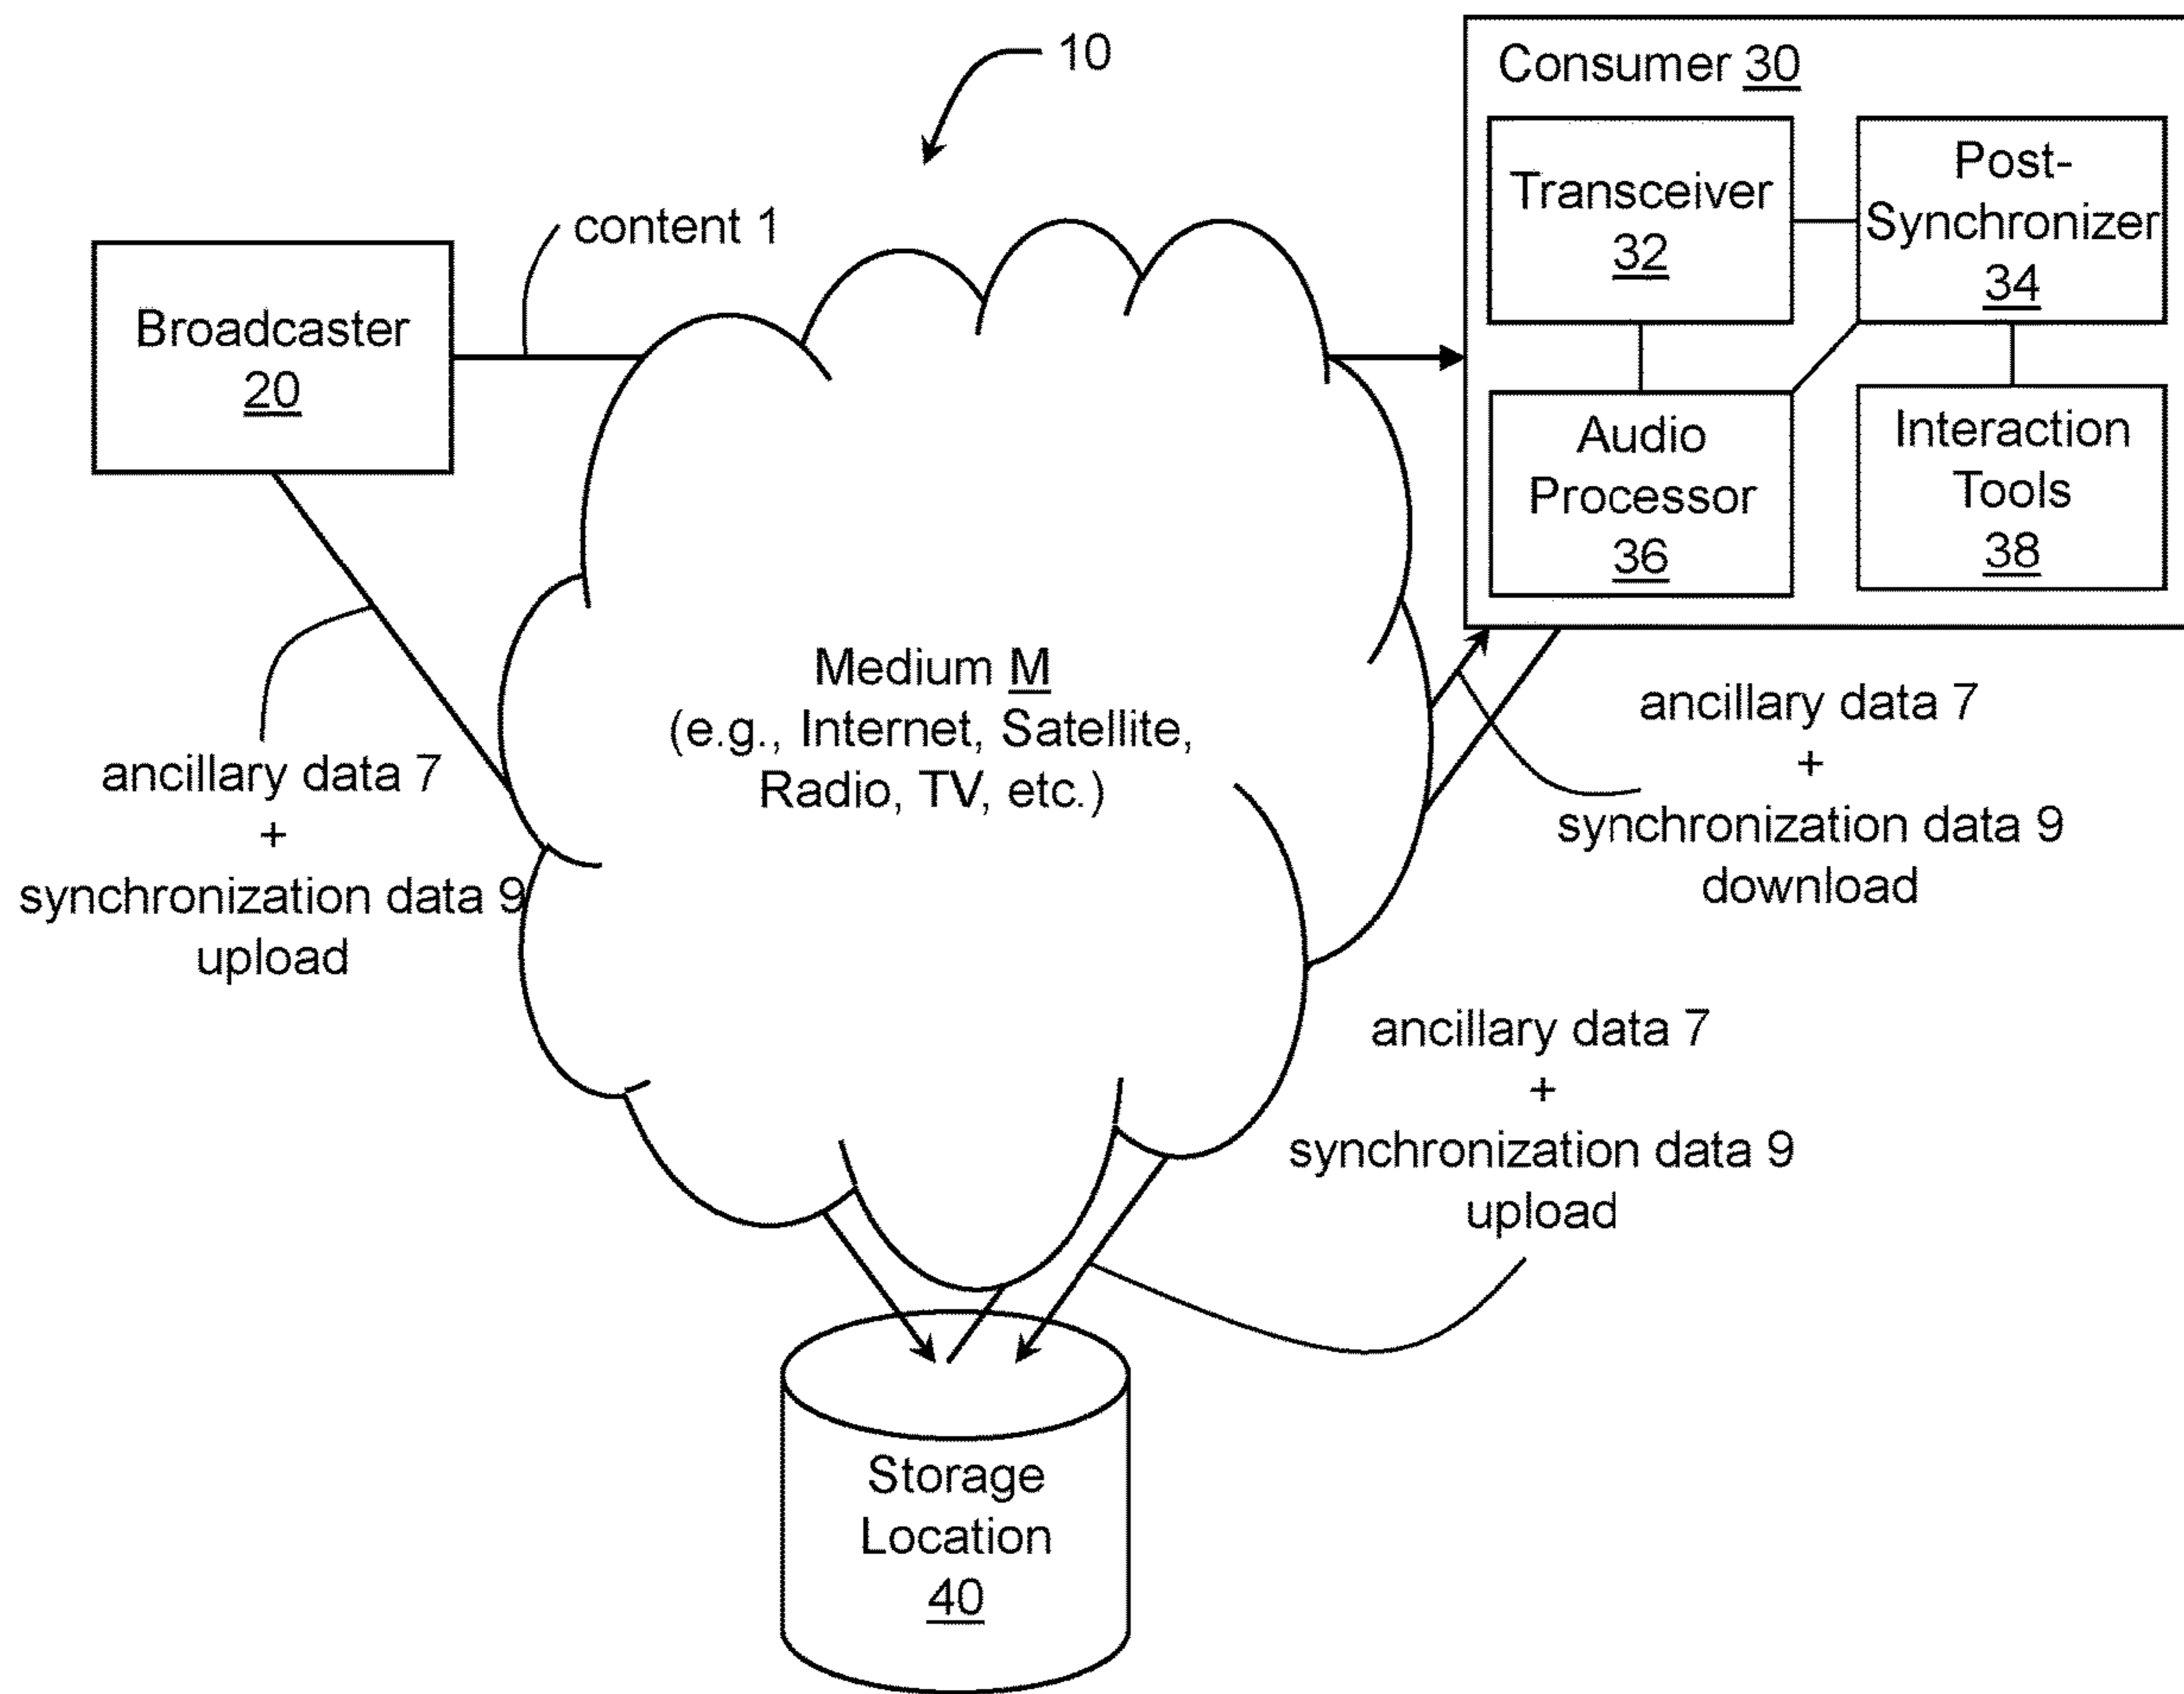 10
Consumer 30
Transceiver
32
Post-
Synchronizer
34
content 1
Broadcaster
20
Audio
Processor
36
Interaction
Tools
38
Medium M
(e.g., Internet, Satellite,
Radio, TV, etc.)
ancillary data 7
+
synchronization data 9
upload
ancillary data 7
+
synchronization data 9
download
ancillary data 7
+
synchronization data 9
upload
Storage
Location
40